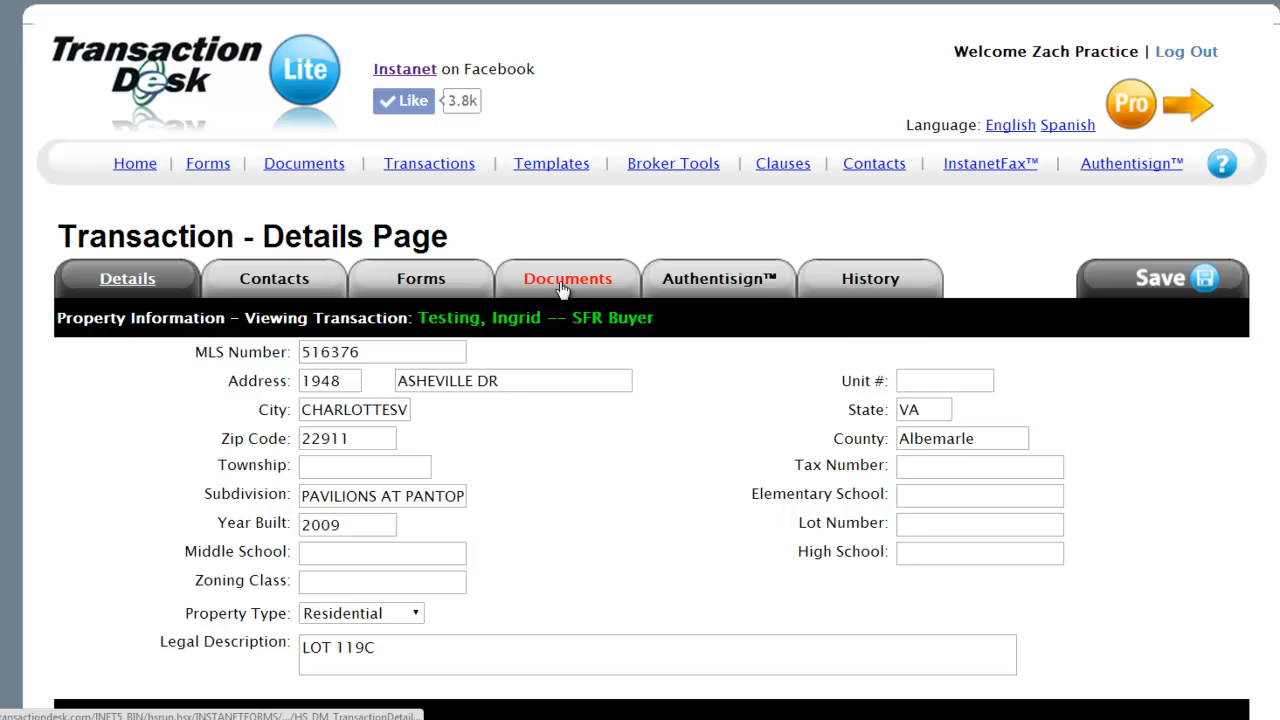 Transaction
Desk
Lite
Instanet on Facebook
Like 3.8k
Welcome Zach Practice | Log Out
Pro
Language: English Spanish
Home | Forms | Documents | Transactions | Templates | Broker Tools | Clauses | Contacts | InstanetFax™ | Authentisign™ ?
Transaction - Details Page
Details Contacts Forms Documents Authentisign™ History Save
Property Information – Viewing Transaction: Testing, Ingrid -- SFR Buyer
MLS Number: 516376
Address: 1948 ASHEVILLE DR Unit #:
City: CHARLOTTESV State: VA
Zip Code: 22911 County: Albemarle
Township: Tax Number:
Subdivision: PAVILIONS AT PANTOP Elementary School:
Year Built: 2009 Lot Number:
Middle School: High School:
Zoning Class:
Property Type: Residential
Legal Description: LOT 119C